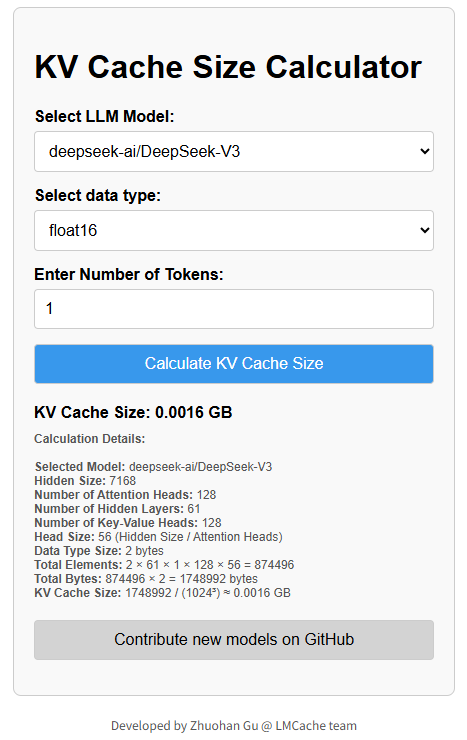 KV Cache Size Calculator
Select LLM Model:
deepseek-ai/DeepSeek-V3
Select data type:
float16
Enter Number of Tokens:
1
Calculate KV Cache Size
KV Cache Size: 0.0016 GB
Calculation Details:
Selected Model: deepseek-ai/DeepSeek-V3
Hidden Size: 7168
Number of Attention Heads: 128
Number of Hidden Layers: 61
Number of Key-Value Heads: 128
Head Size: 56 (Hidden Size / Attention Heads)
Data Type Size: 2 bytes
Total Elements: 2 × 61 × 1 × 128 × 56 = 874496
Total Bytes: 874496 × 2 = 1748992 bytes
KV Cache Size: 1748992 / (1024³) ≈ 0.0016 GB
Contribute new models on GitHub
Developed by Zhuohan Gu @ LMCache team